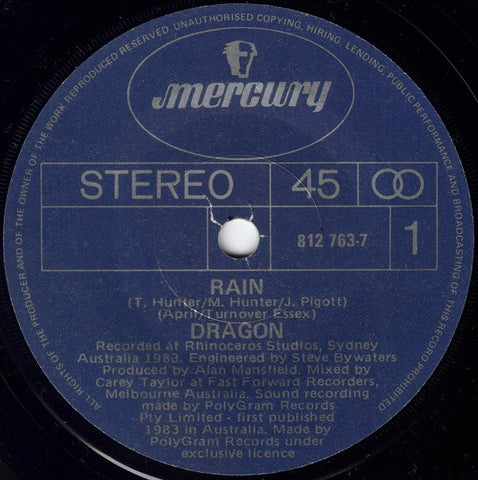 ALL RIGHTS OF THE PRODUCER AND OF THE OWNER OF THE WORK REPRODUCED RESERVED. UNAUTHORISED COPYING, HIRING, LENDING, PUBLIC PERFORMANCE AND BROADCASTING OF THIS RECORD PROHIBITED
mercury
STEREO 45
812 763-7 1
RAIN
(T. Hunter/M. Hunter/J. Pigott)
(April/Turnover Essex)
DRAGON
Recorded at Rhinoceros Studios, Sydney
Australia 1983. Engineered by Steve Bywaters
Produced by Alan Mansfield. Mixed by
Carey Taylor at Fast Forward Recorders,
Melbourne Australia, Sound recording
made by PolyGram Records
Pty Limited - first published
1983 in Australia. Made by
PolyGram Records under
exclusive licence